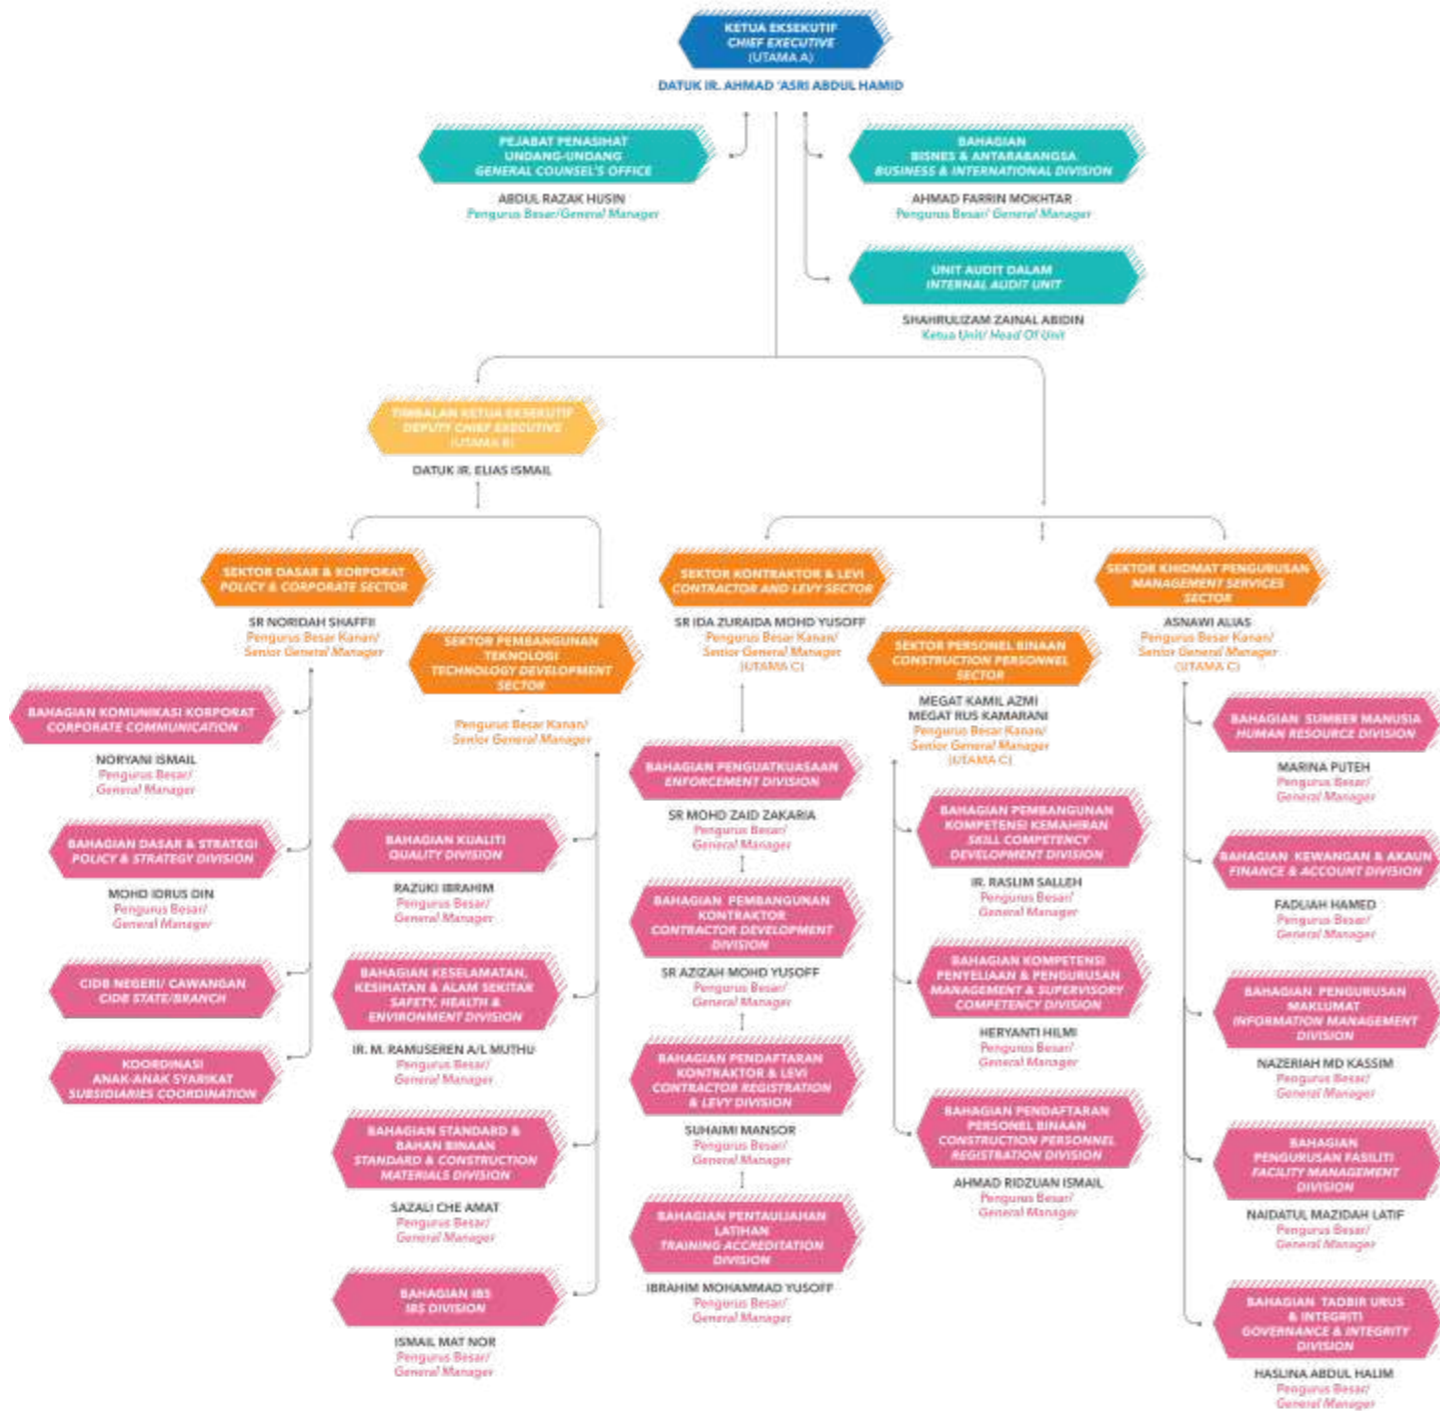 KETUA EKSEKUTIF
CHIEF EXECUTIVE
(UTAMA A)
DATUK IR. AHMAD 'ASRI ABDUL HAMID
PEJABAT PENASIHAT
UNDANG-UNDANG
GENERAL COUNSEL'S OFFICE
ABDUL RAZAK HUSIN
Pengurus Besar/General Manager
BAHAGIAN
BISNES & ANTARABANGSA
BUSINESS & INTERNATIONAL DIVISION
AHMAD FARRIN MOKHTAR
Pengurus Besar/ General Manager
UNIT AUDIT DALAM
INTERNAL AUDIT UNIT
SHAHRULIZAM ZAINAL ABIDIN
Ketua Unit/ Head Of Unit
TIMBALAN KETUA EKSEKUTIF
DEPUTY CHIEF EXECUTIVE
(UTAMA B)
DATUK IR. ELIAS ISMAIL
SEKTOR DASAR & KORPORAT
POLICY & CORPORATE SECTOR
SR NORIDAH SHAFFII
Pengurus Besar Kanan/
Senior General Manager
BAHAGIAN KOMUNIKASI KORPORAT
CORPORATE COMMUNICATION
NORYANI ISMAIL
Pengurus Besar/
General Manager
BAHAGIAN DASAR & STRATEGI
POLICY & STRATEGY DIVISION
MOHD IDRUS DIN
Pengurus Besar/
General Manager
CIDB NEGERI/ CAWANGAN
CIDB STATE/BRANCH
KOORDINASI
ANAK-ANAK SYARIKAT
SUBSIDIARIES COORDINATION
SEKTOR PEMBANGUNAN
TEKNOLOGI
TECHNOLOGY DEVELOPMENT
SECTOR
-
Pengurus Besar Kanan/
Senior General Manager
BAHAGIAN KUALITI
QUALITY DIVISION
RAZUKI IBRAHIM
Pengurus Besar/
General Manager
BAHAGIAN KESELAMATAN,
KESIHATAN & ALAM SEKITAR
SAFETY, HEALTH &
ENVIRONMENT DIVISION
IR. M. RAMUSEREN A/L MUTHU
Pengurus Besar/
General Manager
BAHAGIAN STANDARD &
BAHAN BINAAN
STANDARD & CONSTRUCTION
MATERIALS DIVISION
SAZALI CHE AMAT
Pengurus Besar/
General Manager
BAHAGIAN IBS
IBS DIVISION
ISMAIL MAT NOR
Pengurus Besar/
General Manager
SEKTOR KONTRAKTOR & LEVI
CONTRACTOR AND LEVY SECTOR
SR IDA ZURAIDA MOHD YUSOFF
Pengurus Besar Kanan/
Senior General Manager
(UTAMA C)
BAHAGIAN PENGUATKUASAAN
ENFORCEMENT DIVISION
SR MOHD ZAID ZAKARIA
Pengurus Besar/
General Manager
BAHAGIAN PEMBANGUNAN
KONTRAKTOR
CONTRACTOR DEVELOPMENT
DIVISION
SR AZIZAH MOHD YUSOFF
Pengurus Besar/
General Manager
BAHAGIAN PENDAFTARAN
KONTRAKTOR & LEVI
CONTRACTOR REGISTRATION
& LEVY DIVISION
SUHAIMI MANSOR
Pengurus Besar/
General Manager
BAHAGIAN PENTAULIAHAN
LATIHAN
TRAINING ACCREDITATION
DIVISION
IBRAHIM MOHAMMAD YUSOFF
Pengurus Besar/
General Manager
SEKTOR PERSONEL BINAAN
CONSTRUCTION PERSONNEL
SECTOR
MEGAT KAMIL AZMI
MEGAT RUS KAMARANI
Pengurus Besar Kanan/
Senior General Manager
(UTAMA C)
BAHAGIAN PEMBANGUNAN
KOMPETENSI KEMAHIRAN
SKILL COMPETENCY
DEVELOPMENT DIVISION
IR. RASLIM SALLEH
Pengurus Besar/
General Manager
BAHAGIAN KOMPETENSI
PENYELIAAN & PENGURUSAN
MANAGEMENT & SUPERVISORY
COMPETENCY DIVISION
HERYANTI HILMI
Pengurus Besar/
General Manager
BAHAGIAN PENDAFTARAN
PERSONEL BINAAN
CONSTRUCTION PERSONNEL
REGISTRATION DIVISION
AHMAD RIDZUAN ISMAIL
Pengurus Besar/
General Manager
SEKTOR KHIDMAT PENGURUSAN
MANAGEMENT SERVICES
SECTOR
ASNAWI ALIAS
Pengurus Besar Kanan/
Senior General Manager
(UTAMA C)
BAHAGIAN SUMBER MANUSIA
HUMAN RESOURCE DIVISION
MARINA PUTEH
Pengurus Besar/
General Manager
BAHAGIAN KEWANGAN & AKAUN
FINANCE & ACCOUNT DIVISION
FADLIAH HAMED
Pengurus Besar/
General Manager
BAHAGIAN PENGURUSAN
MAKLUMAT
INFORMATION MANAGEMENT
DIVISION
NAZERIAH MD KASSIM
Pengurus Besar/
General Manager
BAHAGIAN
PENGURUSAN FASILITI
FACILITY MANAGEMENT
DIVISION
NAIDATUL MAZIDAH LATIF
Pengurus Besar/
General Manager
BAHAGIAN TADBIR URUS
& INTEGRITI
GOVERNANCE & INTEGRITY
DIVISION
HASLINA ABDUL HALIM
Pengurus Besar/
General Manager